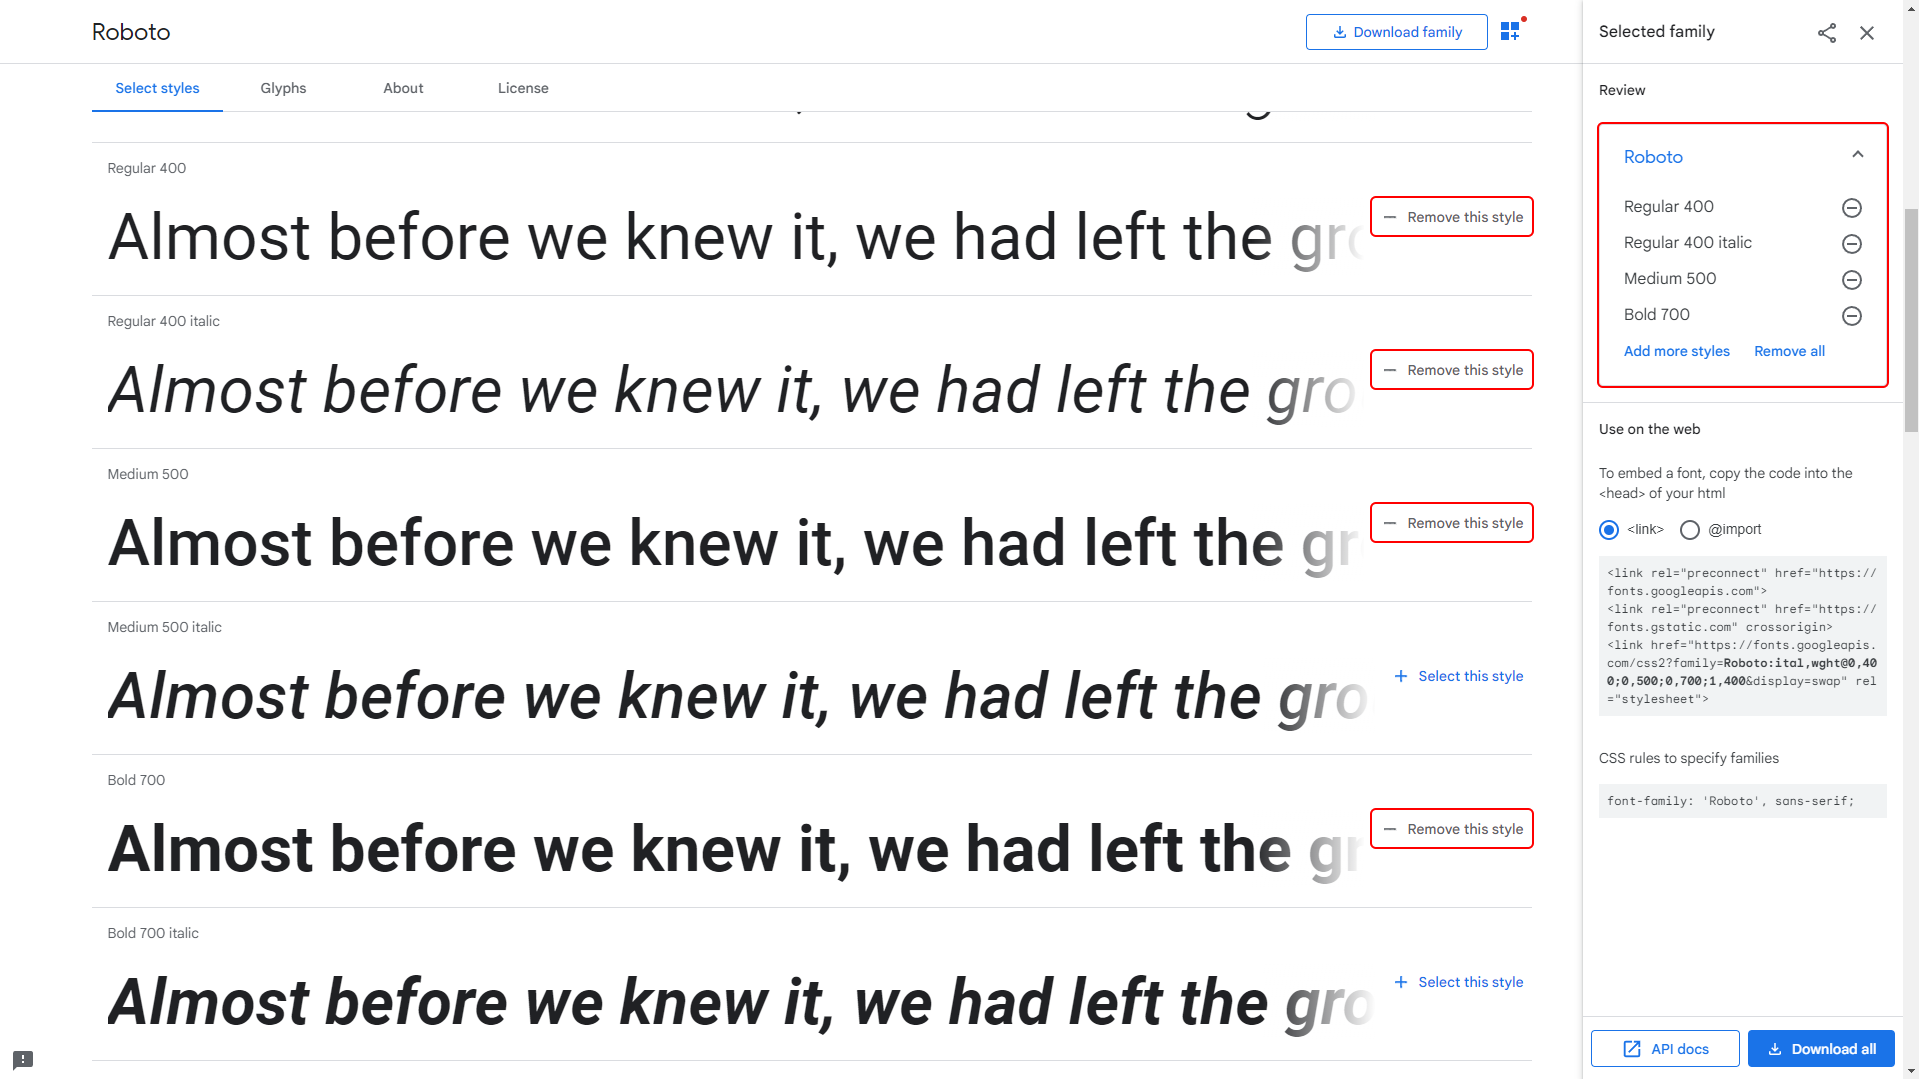 Roboto
Download family
Select styles
Glyphs
About
License
Regular 400
Almost before we knew it, we had left the gro
Remove this style
Regular 400 italic
Almost before we knew it, we had left the gro
Remove this style
Medium 500
Almost before we knew it, we had left the gr
Remove this style
Medium 500 italic
Almost before we knew it, we had left the gro
Select this style
Bold 700
Almost before we knew it, we had left the gr
Remove this style
Bold 700 italic
Almost before we knew it, we had left the gro
Select this style
Selected family
Review
Roboto
Regular 400
Regular 400 italic
Medium 500
Bold 700
Add more styles
Remove all
Use on the web
To embed a font, copy the code into the
<head> of your html
<link>
@import
<link rel="preconnect" href="https://
fonts.googleapis.com">
<link rel="preconnect" href="https://
fonts.gstatic.com" crossorigin>
<link href="https://fonts.googleapis.
com/css2?family=Roboto:ital,wght@0,40
0;0,500;0,700;1,400&display=swap" rel
="stylesheet">
CSS rules to specify families
font-family: 'Roboto', sans-serif;
API docs
Download all